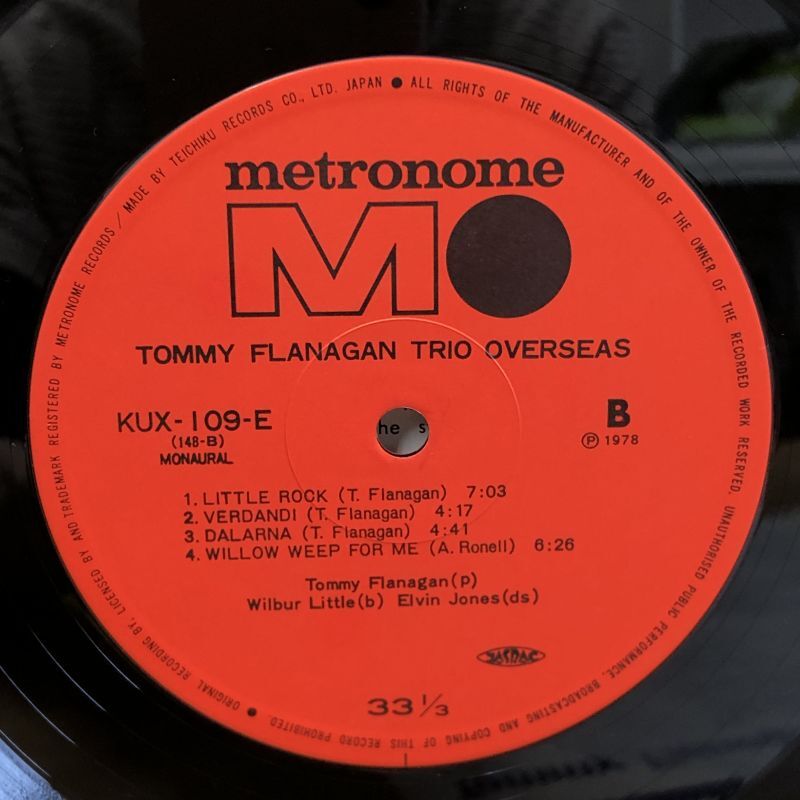 ORIGINAL RECORDING BY, LICENSED BY AND TRADEMARK REGISTERED BY METRONOME RECORDS / MADE BY TEICHIKU RECORDS CO., LTD. JAPAN ● ALL RIGHTS OF THE MANUFACTURER AND OF THE OWNER OF THE RECORDED WORK RESERVED. UNAUTHORISED PUBLIC PERFORMANCE, BROADCASTING AND COPYING OF THIS RECORD PROHIBITED. ●
metronome
MO
TOMMY FLANAGAN TRIO OVERSEAS
KUX-109-E
(148-B)
MONAURAL
he s
B
Ⓟ 1978
1. LITTLE ROCK (T. Flanagan) 7:03
2. VERDANDI (T. Flanagan) 4:17
3. DALARNA (T. Flanagan) 4:41
4. WILLOW WEEP FOR ME (A. Ronell) 6:26
Tommy Flanagan(p)
Wilbur Little(b) Elvin Jones(ds)
JASRAC
33 1/3